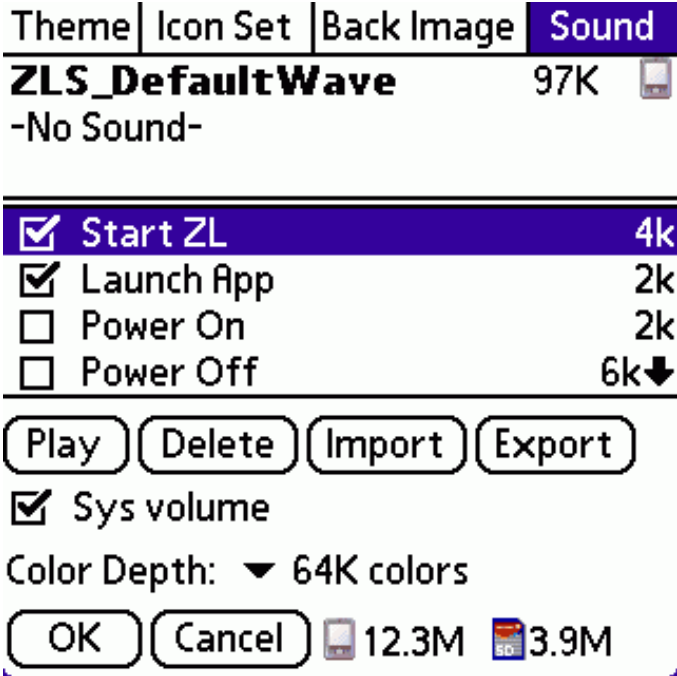 Theme Icon Set Back Image Sound
ZLS_DefaultWave 97K
-No Sound-
Start ZL 4k
Launch App 2k
Power On 2k
Power Off 6k
Play Delete Import Export
Sys volume
Color Depth: 64K colors
OK Cancel 12.3M SD 3.9M